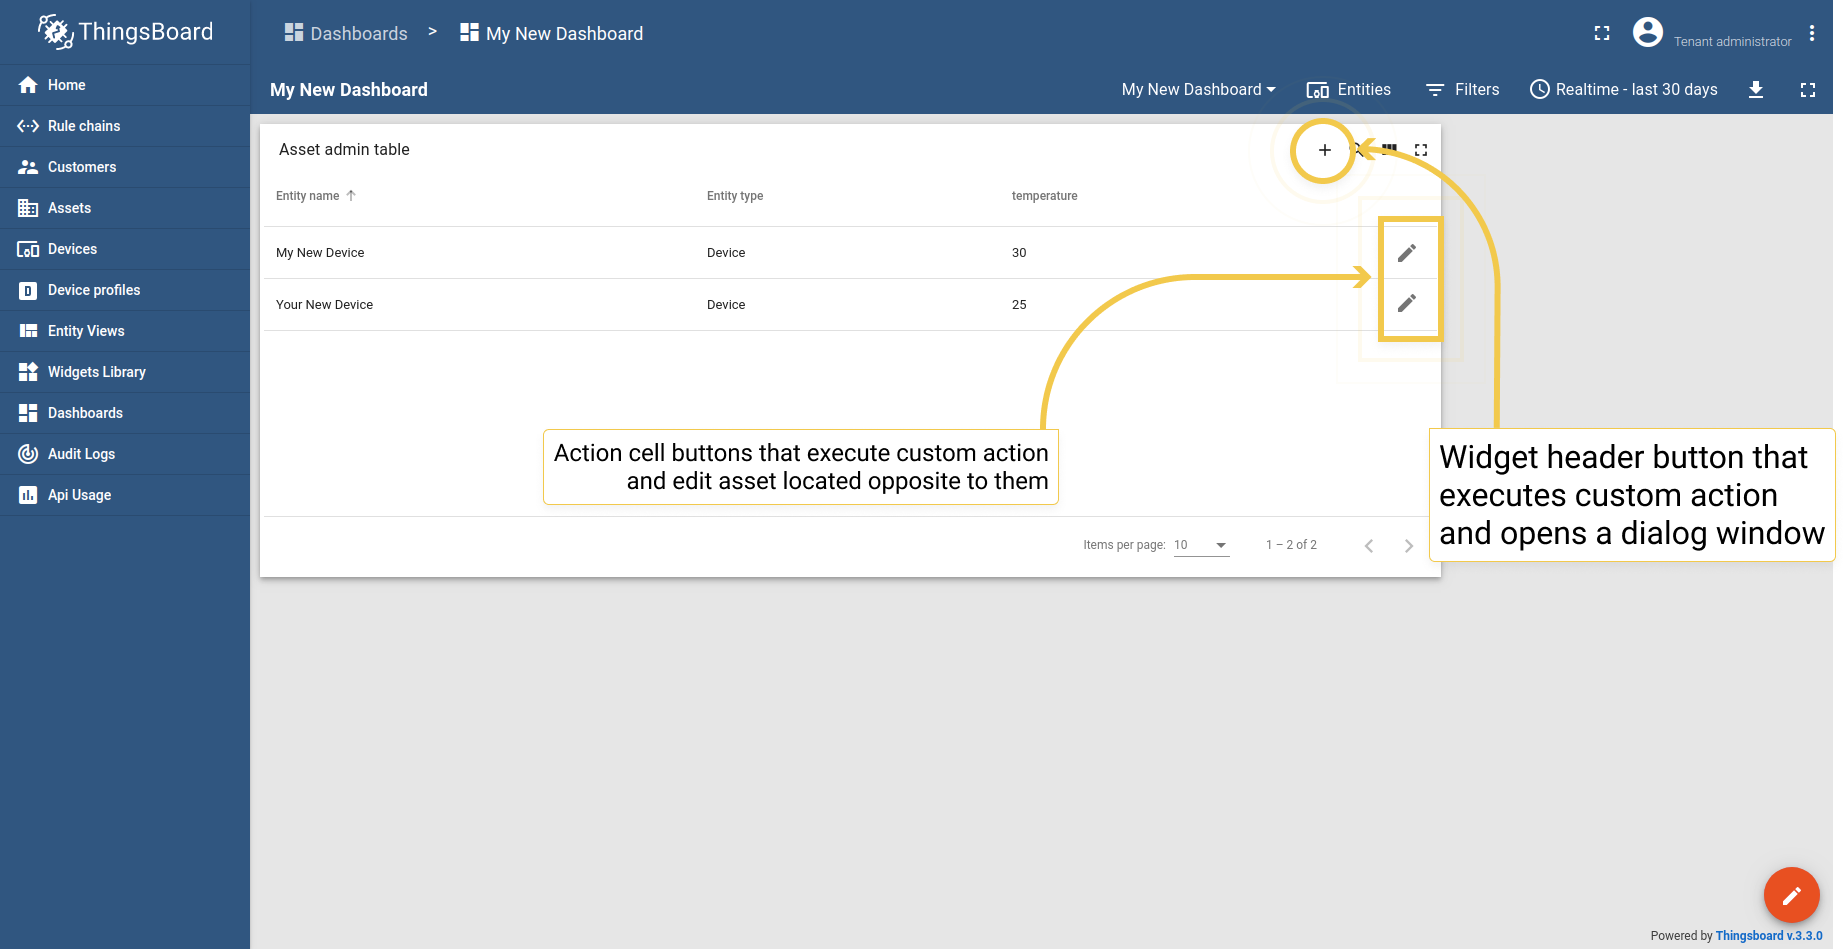 ThingsBoard
Dashboards > My New Dashboard
Tenant administrator
Home
Rule chains
Customers
Assets
Devices
Device profiles
Entity Views
Widgets Library
Dashboards
Audit Logs
Api Usage
My New Dashboard
My New Dashboard Entities Filters Realtime - last 30 days
Asset admin table
Entity name Entity type temperature
My New Device Device 30
Your New Device Device 25
Action cell buttons that execute custom action
and edit asset located opposite to them
Widget header button that
executes custom action
and opens a dialog window
Items per page: 10 1 – 2 of 2
Powered by Thingsboard v.3.3.0